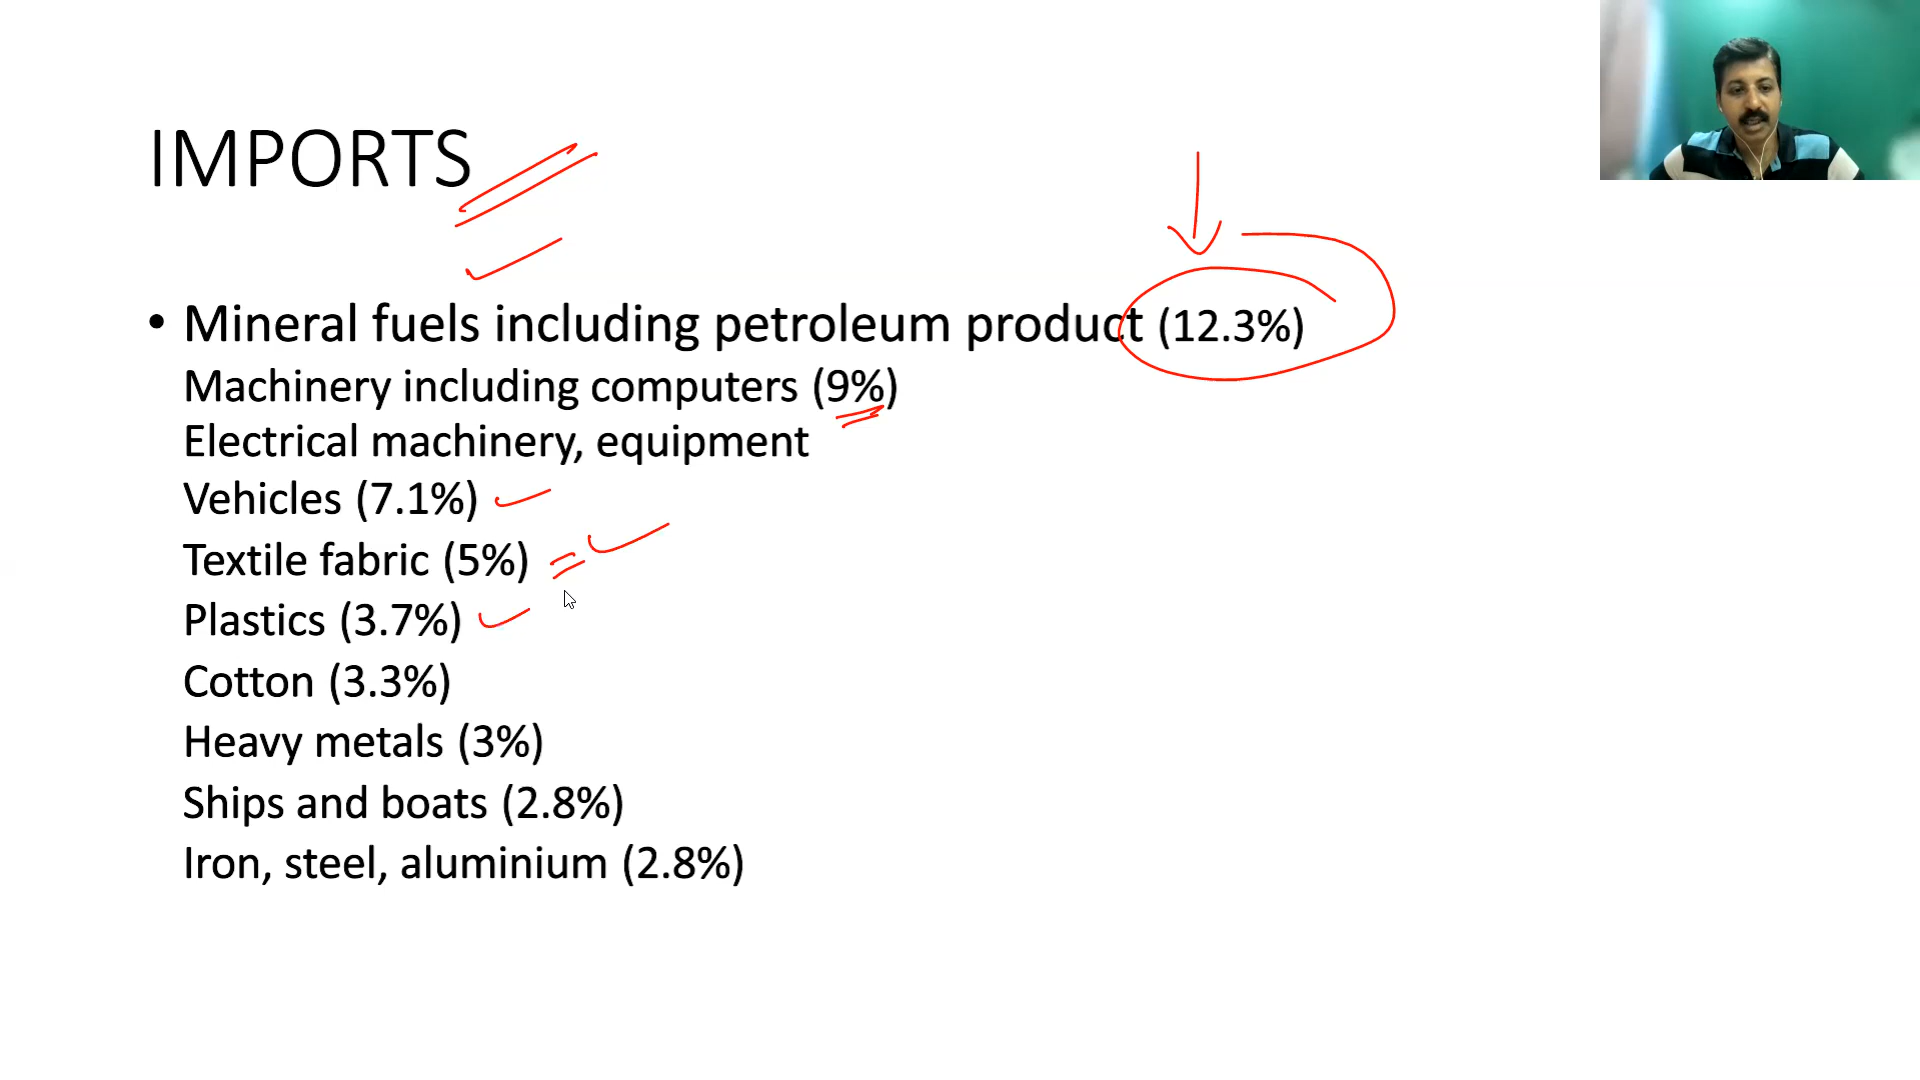 IMPORTS
• Mineral fuels including petroleum product (12.3%)
Machinery including computers (9%)
Electrical machinery, equipment
Vehicles (7.1%)
Textile fabric (5%)
Plastics (3.7%)
Cotton (3.3%)
Heavy metals (3%)
Ships and boats (2.8%)
Iron, steel, aluminium (2.8%)